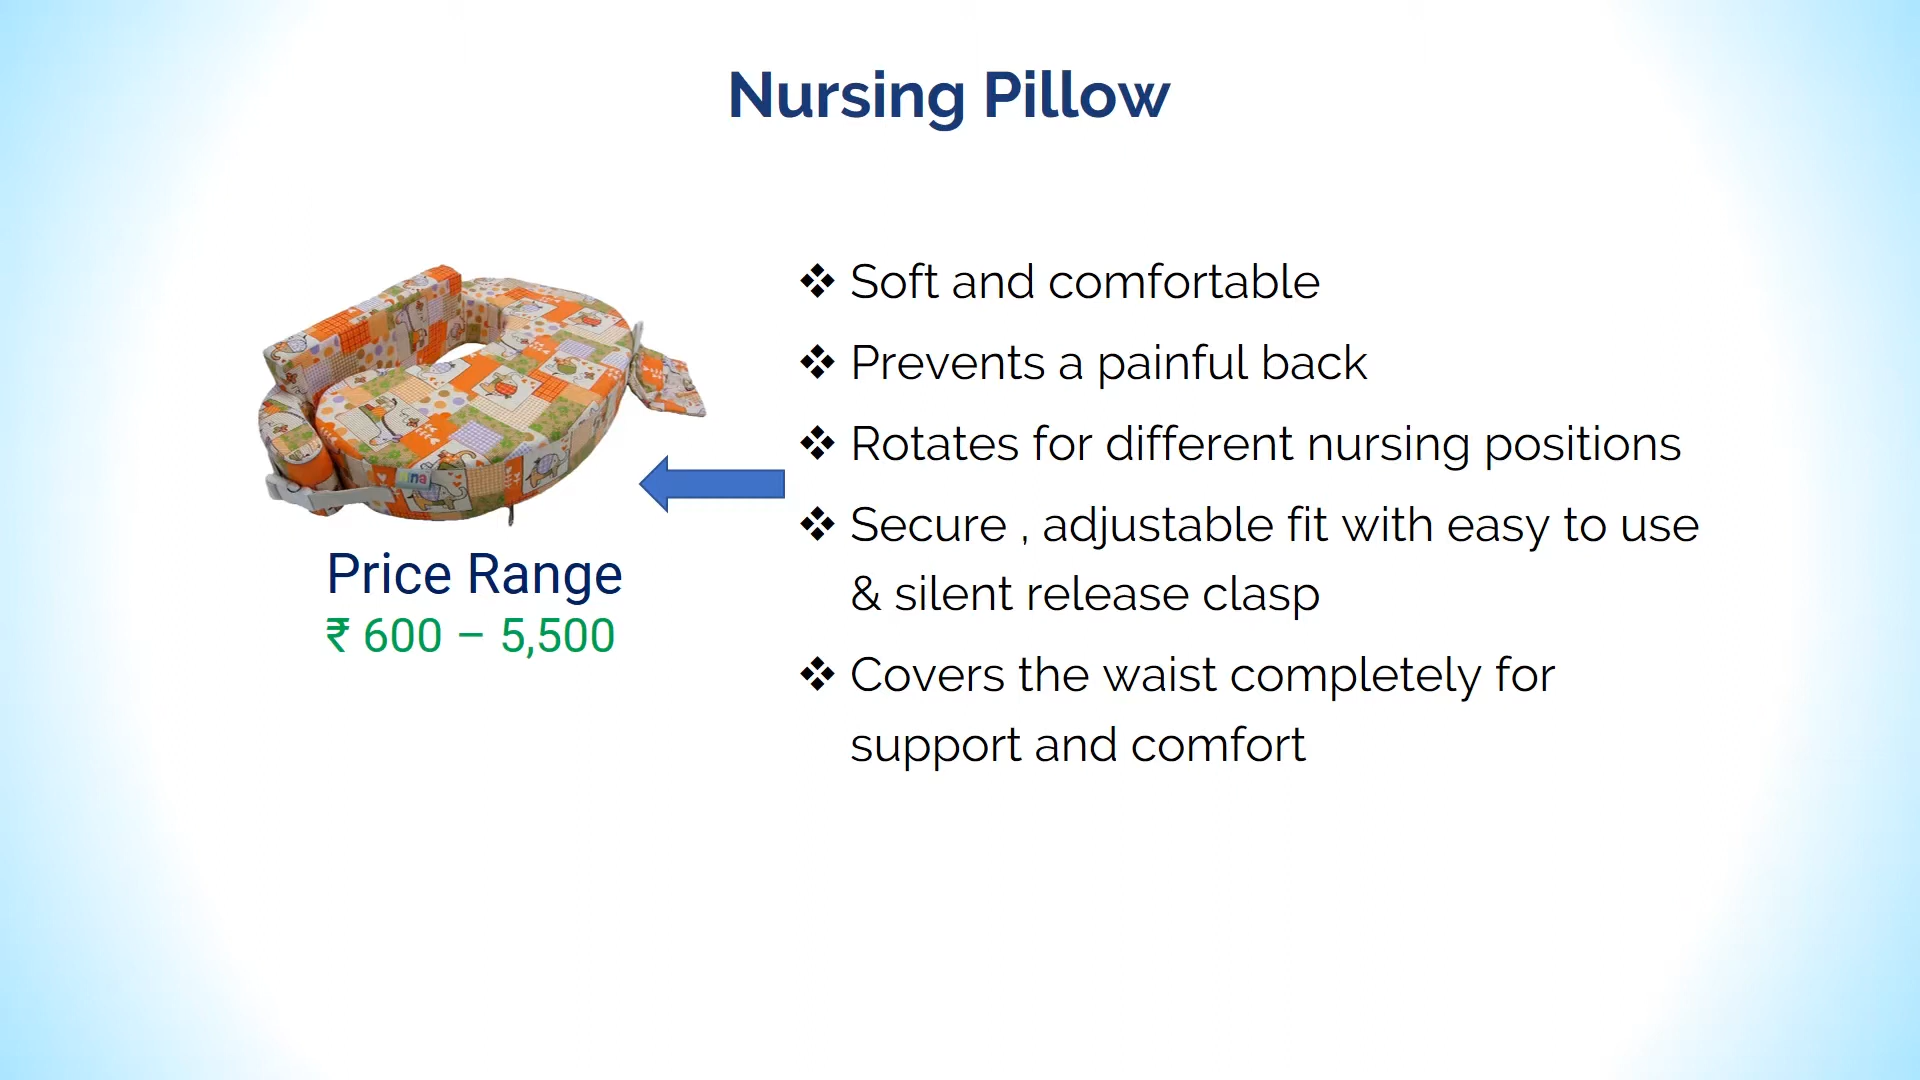 Nursing Pillow
❖ Soft and comfortable
❖ Prevents a painful back
❖ Rotates for different nursing positions
❖ Secure , adjustable fit with easy to use
& silent release clasp
❖ Covers the waist completely for
support and comfort
Price Range
₹ 600 – 5,500